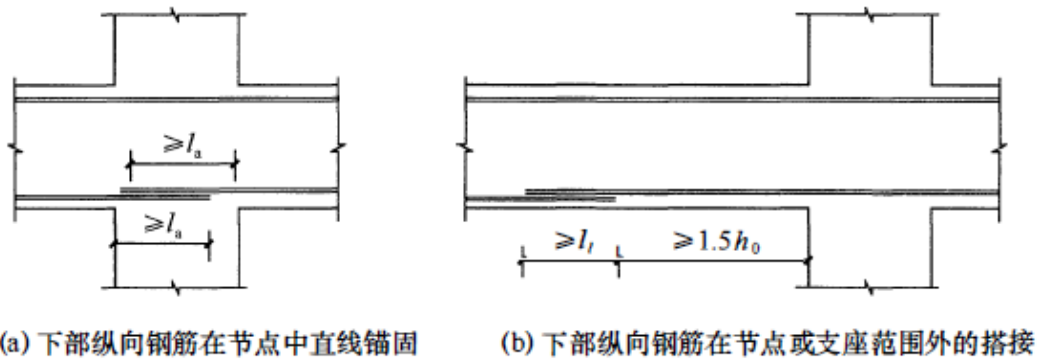 ≥lₐ
≥lₐ
≥lₗ ≥1.5h₀
(a) 下部纵向钢筋在节点中直线锚固
(b) 下部纵向钢筋在节点或支座范围外的搭接